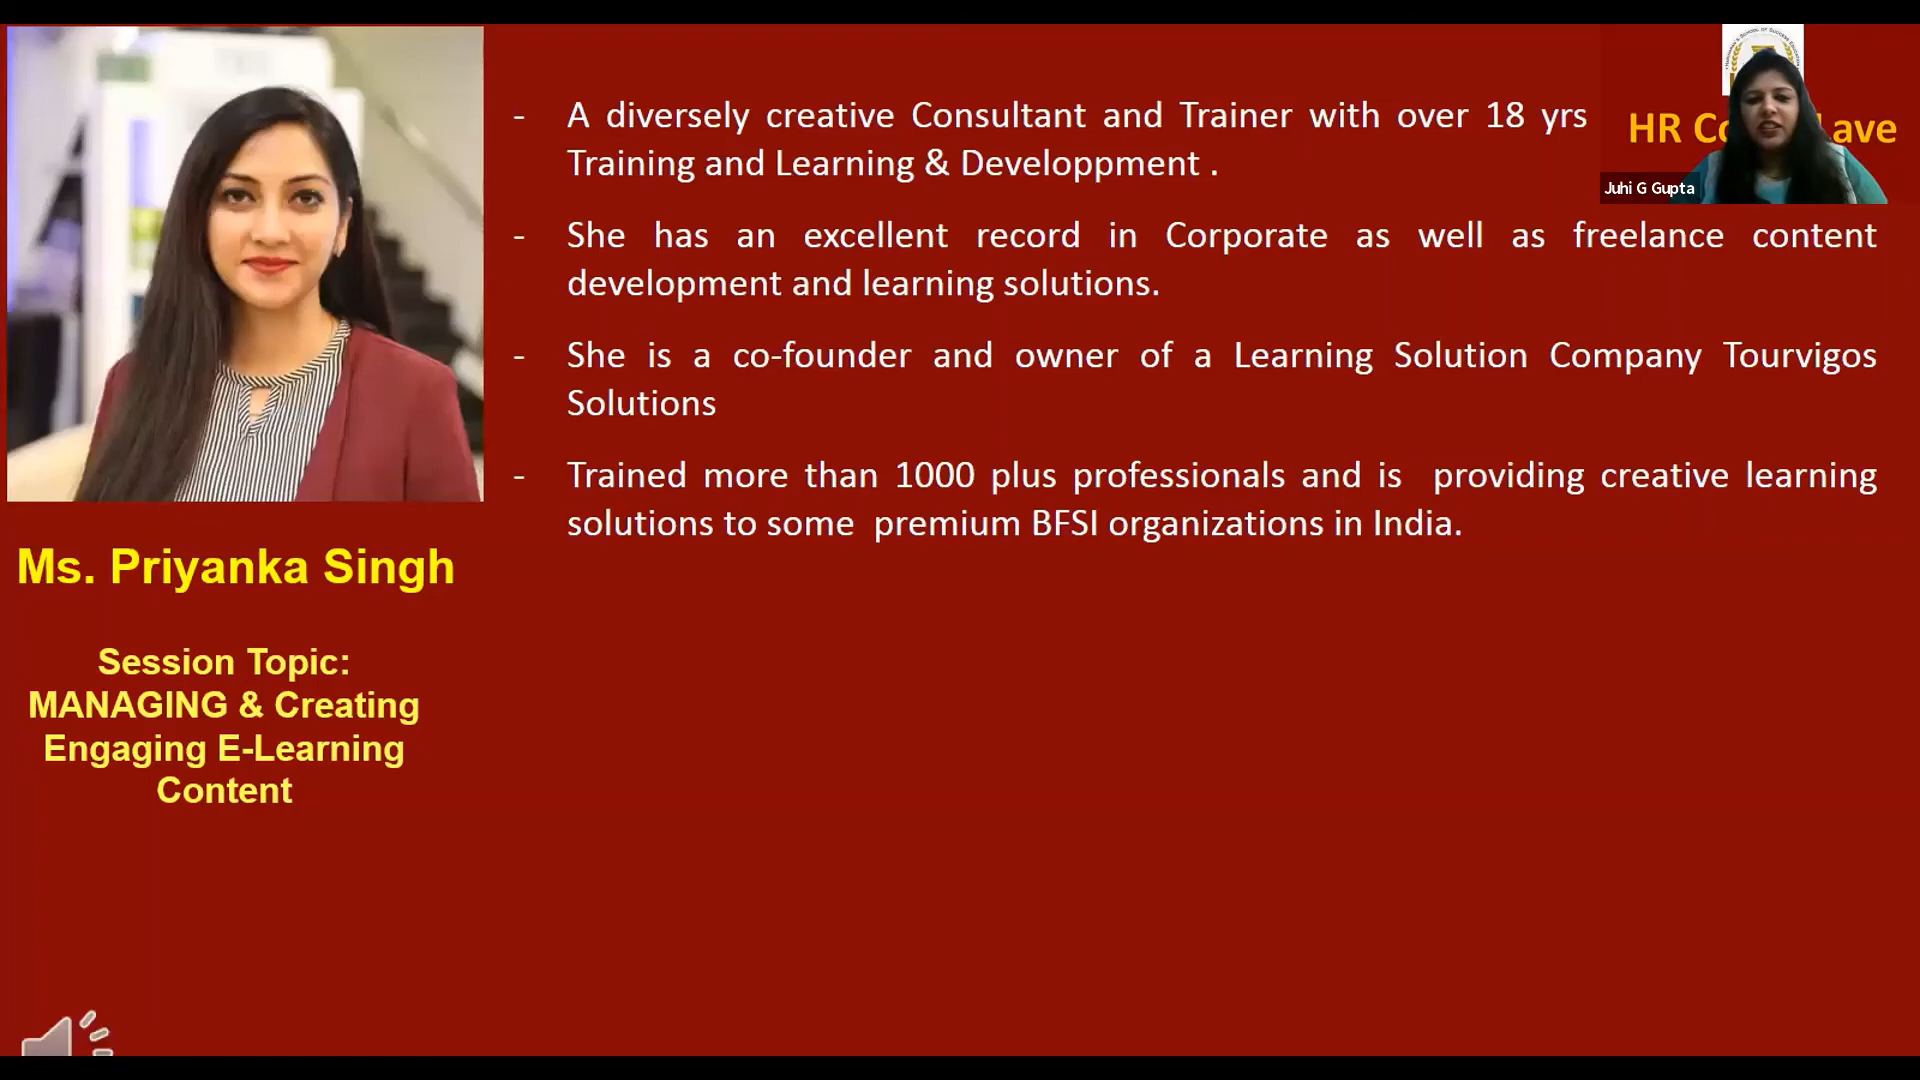 - A diversely creative Consultant and Trainer with over 18 yrs
Training and Learning & Developpment .
- She has an excellent record in Corporate as well as freelance content
development and learning solutions.
- She is a co-founder and owner of a Learning Solution Company Tourvigos
Solutions
- Trained more than 1000 plus professionals and is providing creative learning
solutions to some premium BFSI organizations in India.
HR
Juhi G Gupta
Ms. Priyanka Singh
Session Topic:
MANAGING & Creating
Engaging E-Learning
Content